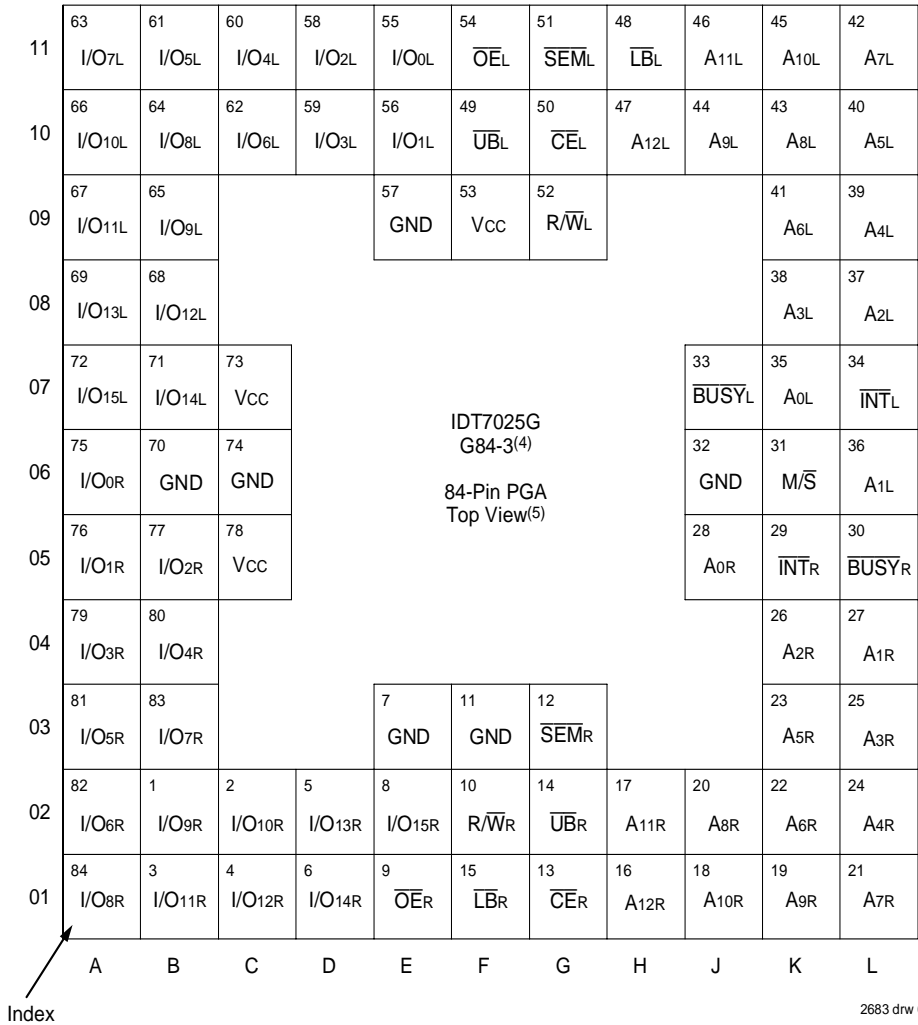 63 61 60 58 55 54 51 48 46 45 42
11 I/O7L I/O5L I/O4L I/O2L I/O0L OEL SEML LBL A11L A10L A7L
66 64 62 59 56 49 50 47 44 43 40
10 I/O10L I/O8L I/O6L I/O3L I/O1L UBL CEL A12L A9L A8L A5L
67 65 57 53 52 41 39
09 I/O11L I/O9L GND VCC R/WL A6L A4L
69 68 38 37
08 I/O13L I/O12L A3L A2L
72 71 73 33 35 34
07 I/O15L I/O14L VCC BUSYL A0L INTL
IDT7025G
G84-3(4)
75 70 74 32 31 36
06 I/O0R GND GND GND M/S A1L
84-Pin PGA
Top View(5)
76 77 78 28 29 30
05 I/O1R I/O2R VCC A0R INTR BUSYR
79 80 26 27
04 I/O3R I/O4R A2R A1R
81 83 7 11 12 23 25
03 I/O5R I/O7R GND GND SEMR A5R A3R
82 1 2 5 8 10 14 17 20 22 24
02 I/O6R I/O9R I/O10R I/O13R I/O15R R/WR UBR A11R A8R A6R A4R
84 3 4 6 9 15 13 16 18 19 21
01 I/O8R I/O11R I/O12R I/O14R OER LBR CER A12R A10R A9R A7R
A B C D E F G H J K L
Index
2683 drw